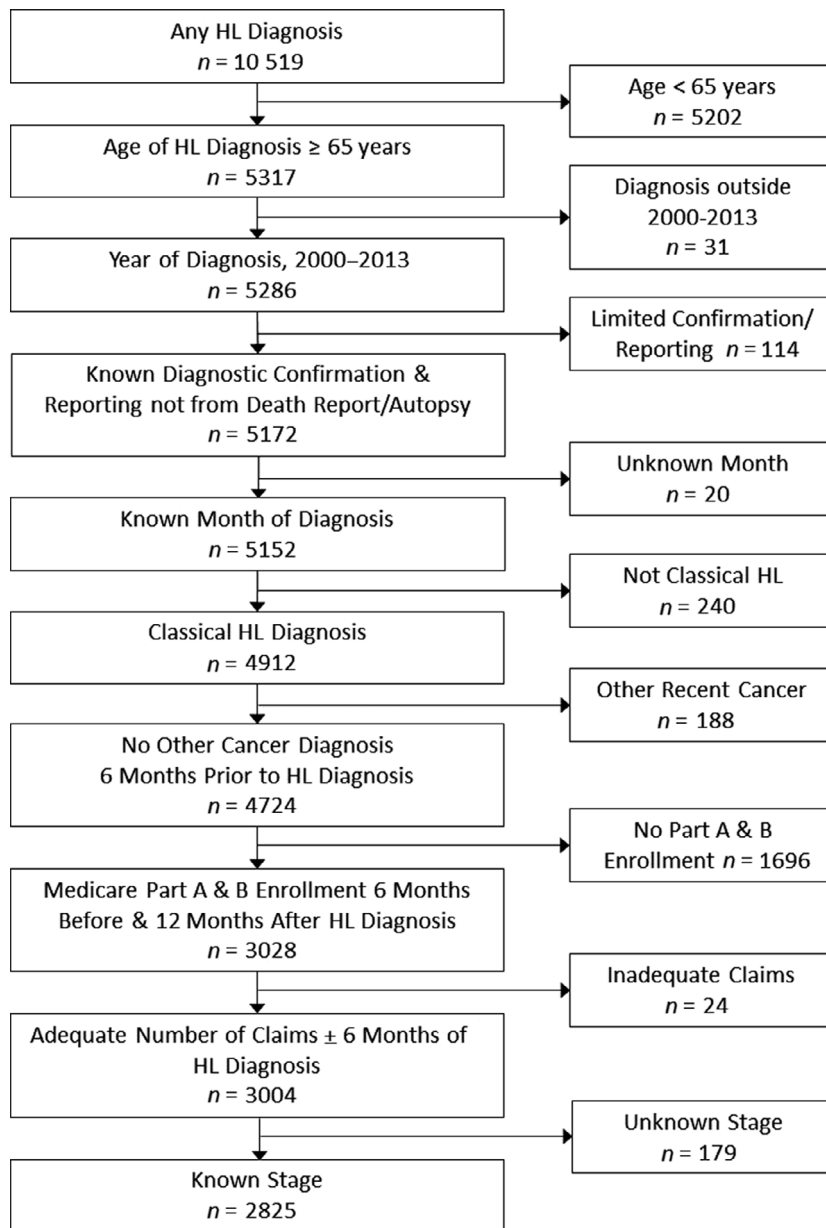 Any HL Diagnosis
n = 10 519
Age < 65 years
n = 5202
Age of HL Diagnosis ≥ 65 years
n = 5317
Diagnosis outside
2000-2013
n = 31
Year of Diagnosis, 2000–2013
n = 5286
Limited Confirmation/
Reporting n = 114
Known Diagnostic Confirmation &
Reporting not from Death Report/Autopsy
n = 5172
Unknown Month
n = 20
Known Month of Diagnosis
n = 5152
Not Classical HL
n = 240
Classical HL Diagnosis
n = 4912
Other Recent Cancer
n = 188
No Other Cancer Diagnosis
6 Months Prior to HL Diagnosis
n = 4724
No Part A & B
Enrollment n = 1696
Medicare Part A & B Enrollment 6 Months
Before & 12 Months After HL Diagnosis
n = 3028
Inadequate Claims
n = 24
Adequate Number of Claims ± 6 Months of
HL Diagnosis
n = 3004
Unknown Stage
n = 179
Known Stage
n = 2825